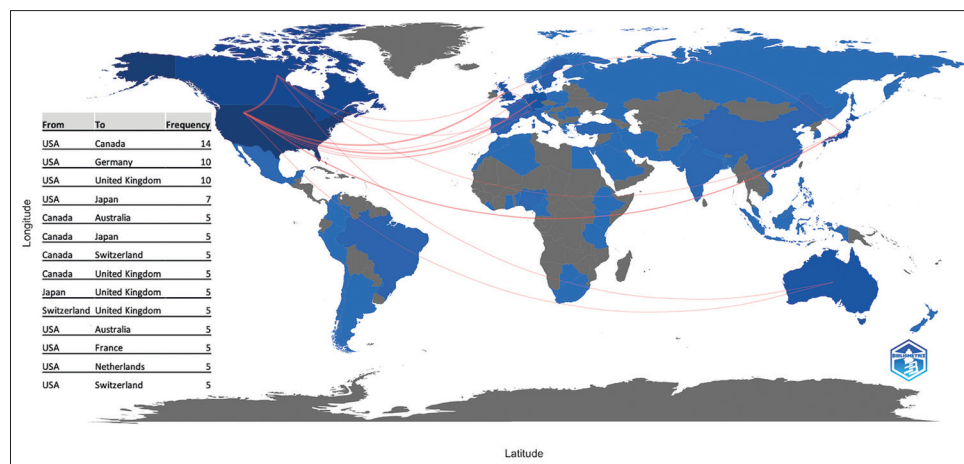 From To Frequency
USA Canada 14
USA Germany 10
USA United Kingdom 10
USA Japan 7
Canada Australia 5
Canada Japan 5
Canada Switzerland 5
Canada United Kingdom 5
Japan United Kingdom 5
Switzerland United Kingdom 5
USA Australia 5
USA France 5
USA Netherlands 5
USA Switzerland 5
Longitude
BIBLIOMETRIX
Latitude